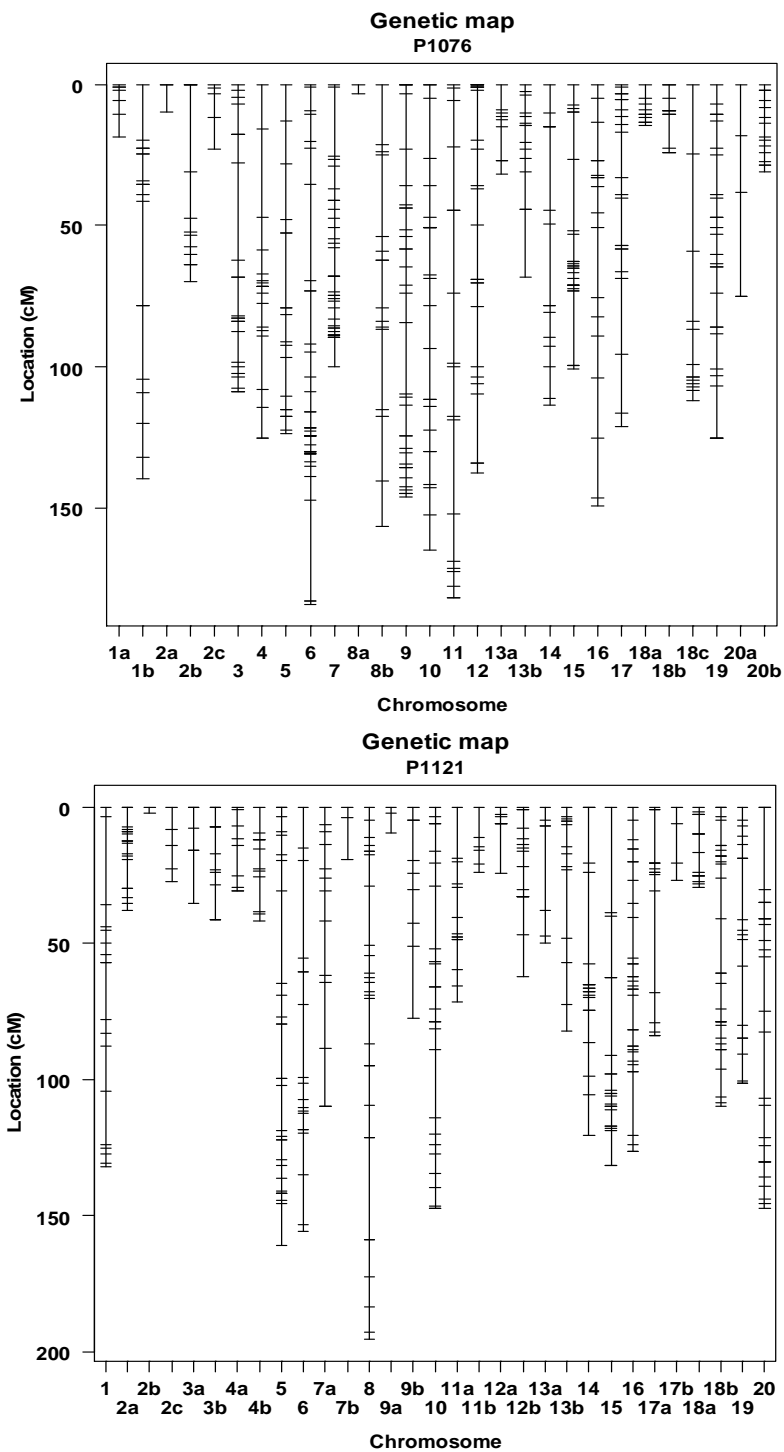 Genetic map
P1076
Location (cM)
0
50
100
150
1a 2a 2c 4 6 8a 9 11 13a 14 16 18a 18c 20a
1b 2b 3 5 7 8b 10 12 13b 15 17 18b 19 20b
Chromosome
Genetic map
P1121
Location (cM)
0
50
100
150
200
1 2b 3a 4a 5 7a 8 9b 11a 12a 13a 14 16 17b 18b 20
2a 2c 3b 4b 6 7b 9a 10 11b 12b 13b 15 17a 18a 19
Chromosome